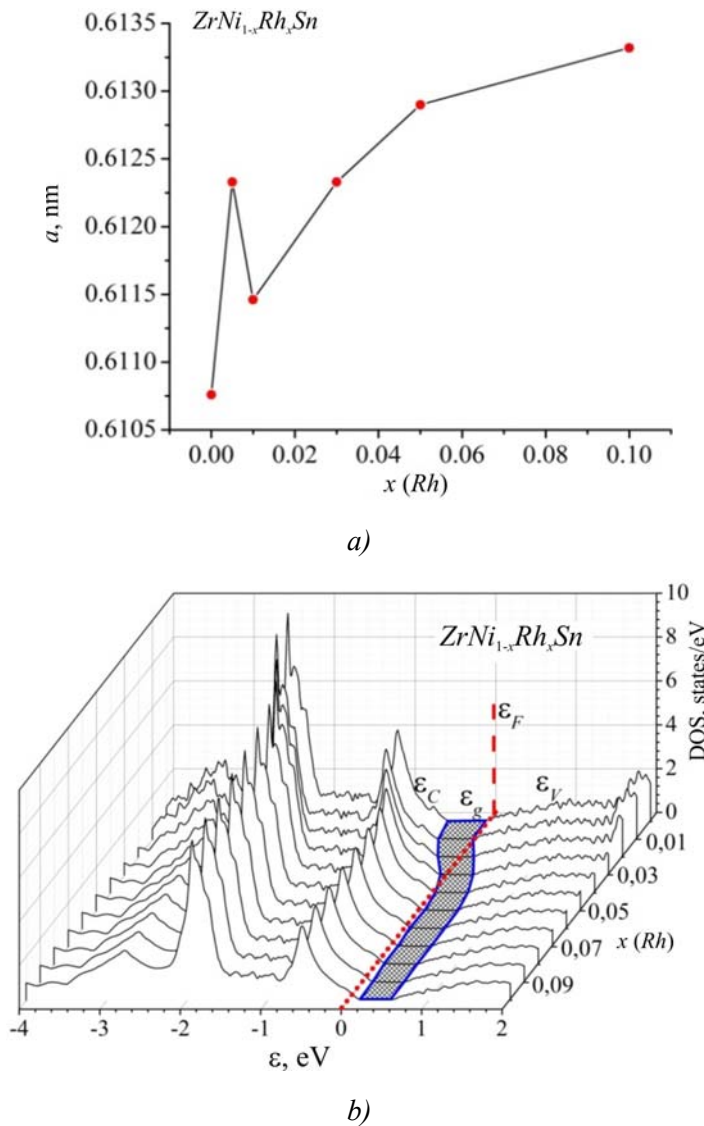 ZrNi₁₋ₓRhₓSn
0.6135
0.6130
0.6125
0.6120
0.6115
0.6110
0.6105
a, nm
0.00 0.02 0.04 0.06 0.08 0.10
x (Rh)
a)
10
8
6
4
2
0
DOS, states/eV
ZrNi₁₋ₓRhₓSn
εF
εC εg εV
0,01
0,03
0,05
0,07
0,09
x (Rh)
-4 -3 -2 -1 0 1 2
ε, eV
b)